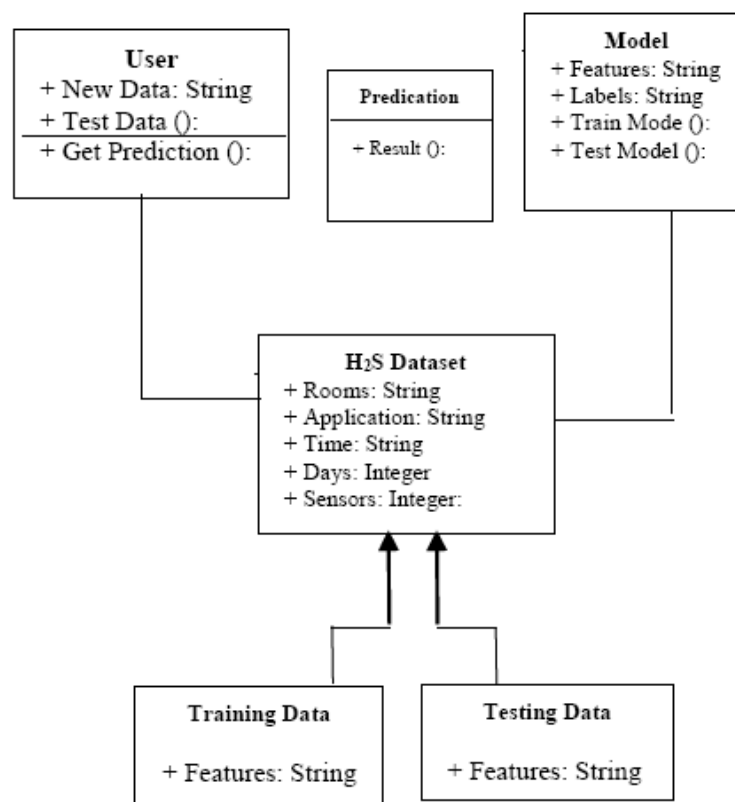 User
+ New Data: String
+ Test Data ():
+ Get Prediction ():
Predication
+ Result ():
Model
+ Features: String
+ Labels: String
+ Train Mode ():
+ Test Model ():
H₂S Dataset
+ Rooms: String
+ Application: String
+ Time: String
+ Days: Integer
+ Sensors: Integer:
Training Data
+ Features: String
Testing Data
+ Features: String